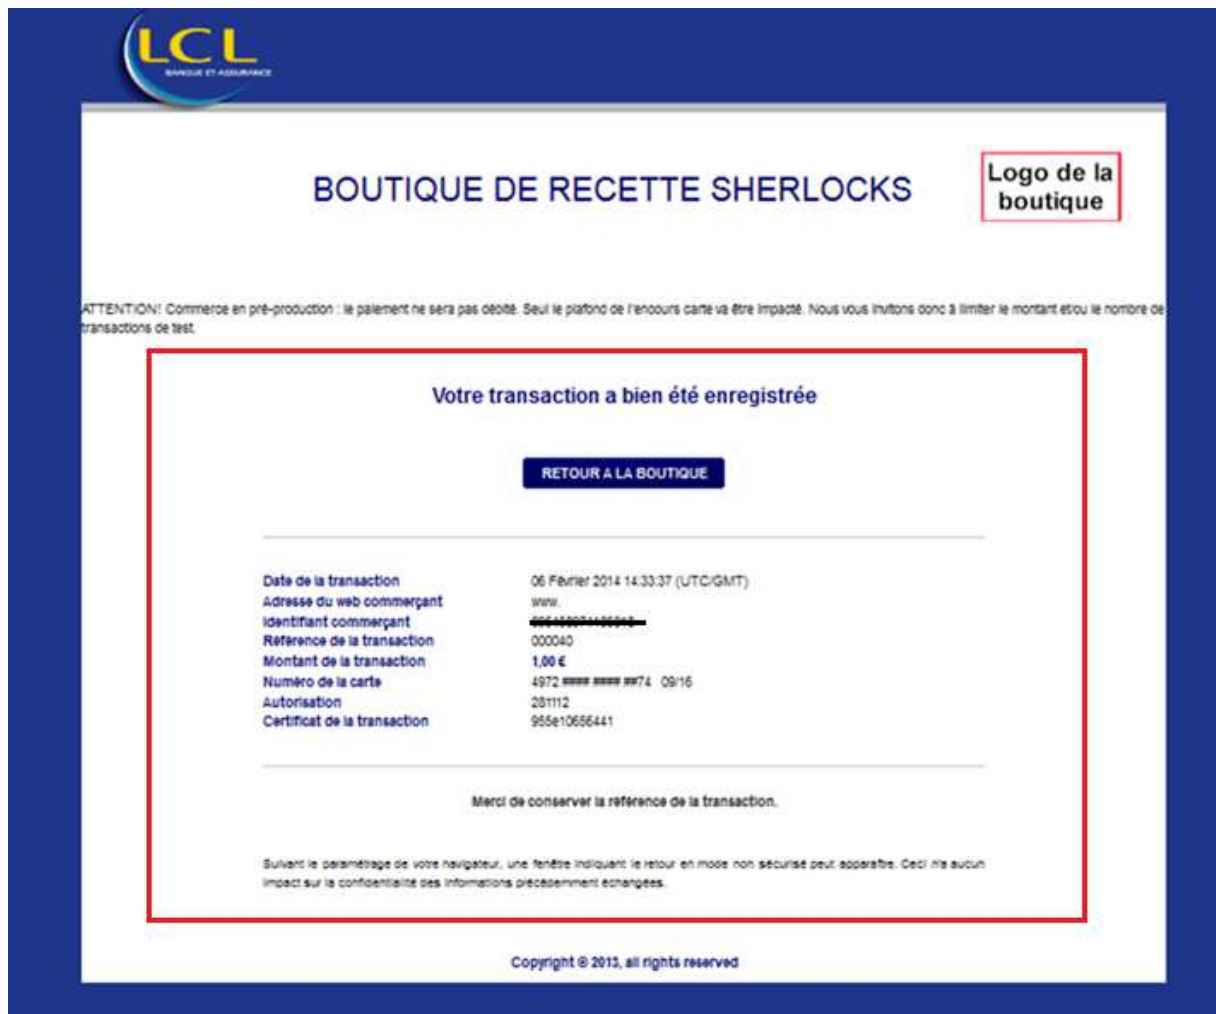 LCL
BANQUE ET ASSURANCE
BOUTIQUE DE RECETTE SHERLOCKS
Logo de la
boutique
ATTENTION! Commerce en pré-production : le paiement ne sera pas débité. Seul le plafond de l'encours carte va être impacté. Nous vous invitons donc à limiter le montant et/ou le nombre de
transactions de test.
Votre transaction a bien été enregistrée
RETOUR A LA BOUTIQUE
Date de la transaction 06 Février 2014 14:33:37 (UTC/GMT)
Adresse du web commerçant www.
Identifiant commerçant
Référence de la transaction 000040
Montant de la transaction 1,00 €
Numéro de la carte 4972 #### #### ##74 09/16
Autorisation 281112
Certificat de la transaction 955e10656441
Merci de conserver la référence de la transaction.
Suivant le paramétrage de votre navigateur, une fenêtre indiquant le retour en mode non sécurisé peut apparaître. Ceci n'a aucun
impact sur la confidentialité des informations précédemment échangées.
Copyright © 2013, all rights reserved